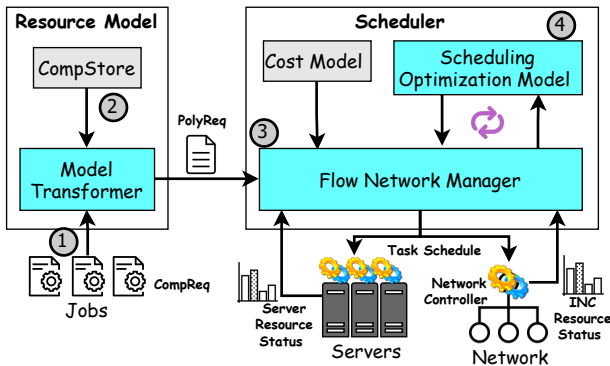 Resource Model
Scheduler
4
CompStore
Cost Model
Scheduling
Optimization Model
2
PolyReq
3
Model
Transformer
Flow Network Manager
1
CompReq
Jobs
Task Schedule
Server
Resource
Status
Servers
Network
Controller
INC
Resource
Status
Network